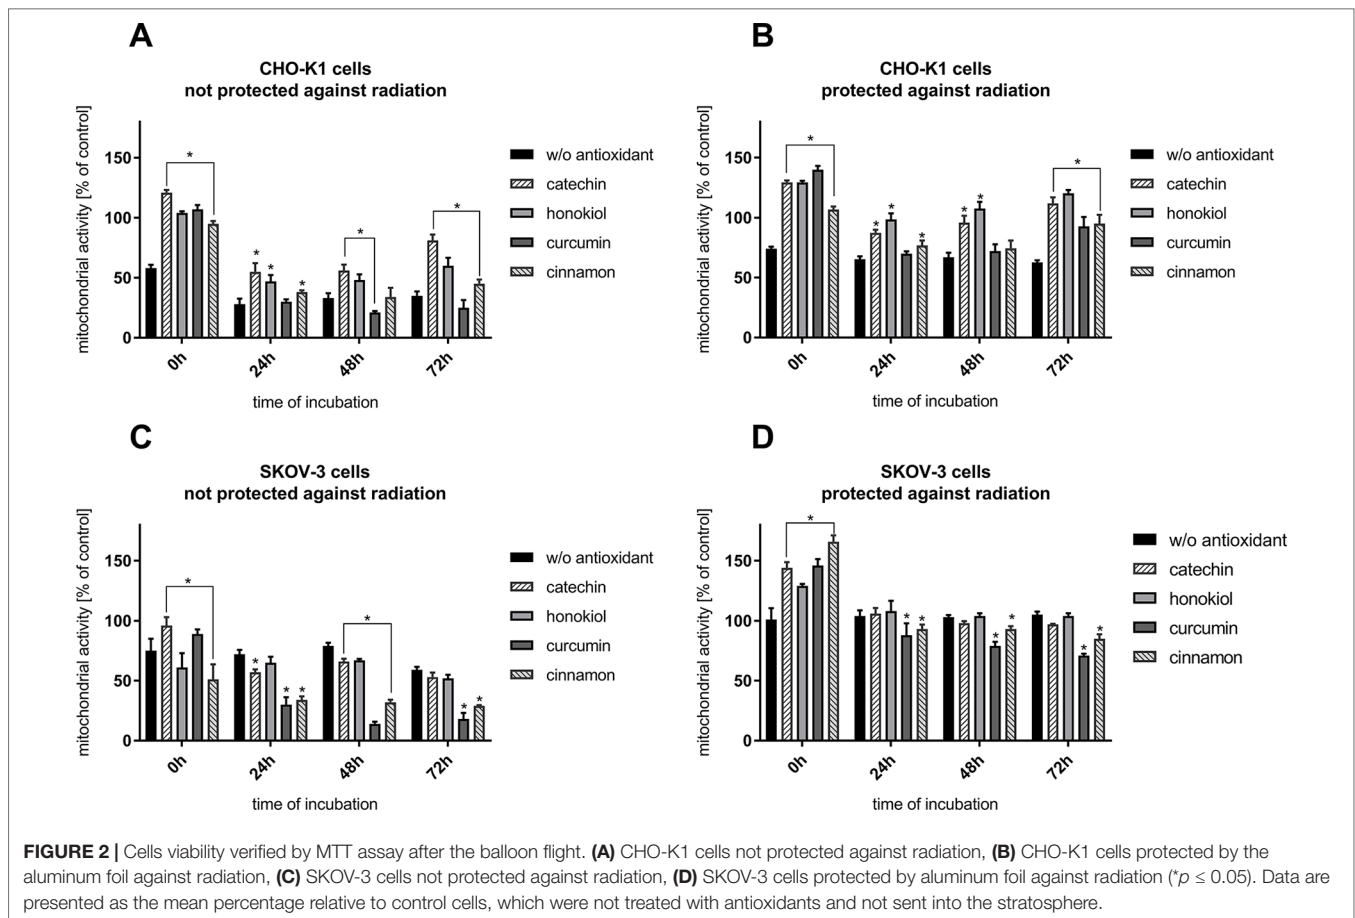 A
CHO-K1 cells
not protected against radiation
mitochondrial activity [% of control]
150
100
50
0
* * * * * *
0h 24h 48h 72h
time of incubation
w/o antioxidant
catechin
honokiol
curcumin
cinnamon
B
CHO-K1 cells
protected against radiation
mitochondrial activity [% of control]
150
100
50
0
* * * * * * *
0h 24h 48h 72h
time of incubation
w/o antioxidant
catechin
honokiol
curcumin
cinnamon
C
SKOV-3 cells
not protected against radiation
mitochondrial activity [% of control]
150
100
50
0
* * * * * * *
0h 24h 48h 72h
time of incubation
w/o antioxidant
catechin
honokiol
curcumin
cinnamon
D
SKOV-3 cells
protected against radiation
mitochondrial activity [% of control]
150
100
50
0
* * * * * * *
0h 24h 48h 72h
time of incubation
w/o antioxidant
catechin
honokiol
curcumin
cinnamon
FIGURE 2 | Cells viability verified by MTT assay after the balloon flight. (A) CHO-K1 cells not protected against radiation, (B) CHO-K1 cells protected by the
aluminum foil against radiation, (C) SKOV-3 cells not protected against radiation, (D) SKOV-3 cells protected by aluminum foil against radiation (*p ≤ 0.05). Data are
presented as the mean percentage relative to control cells, which were not treated with antioxidants and not sent into the stratosphere.